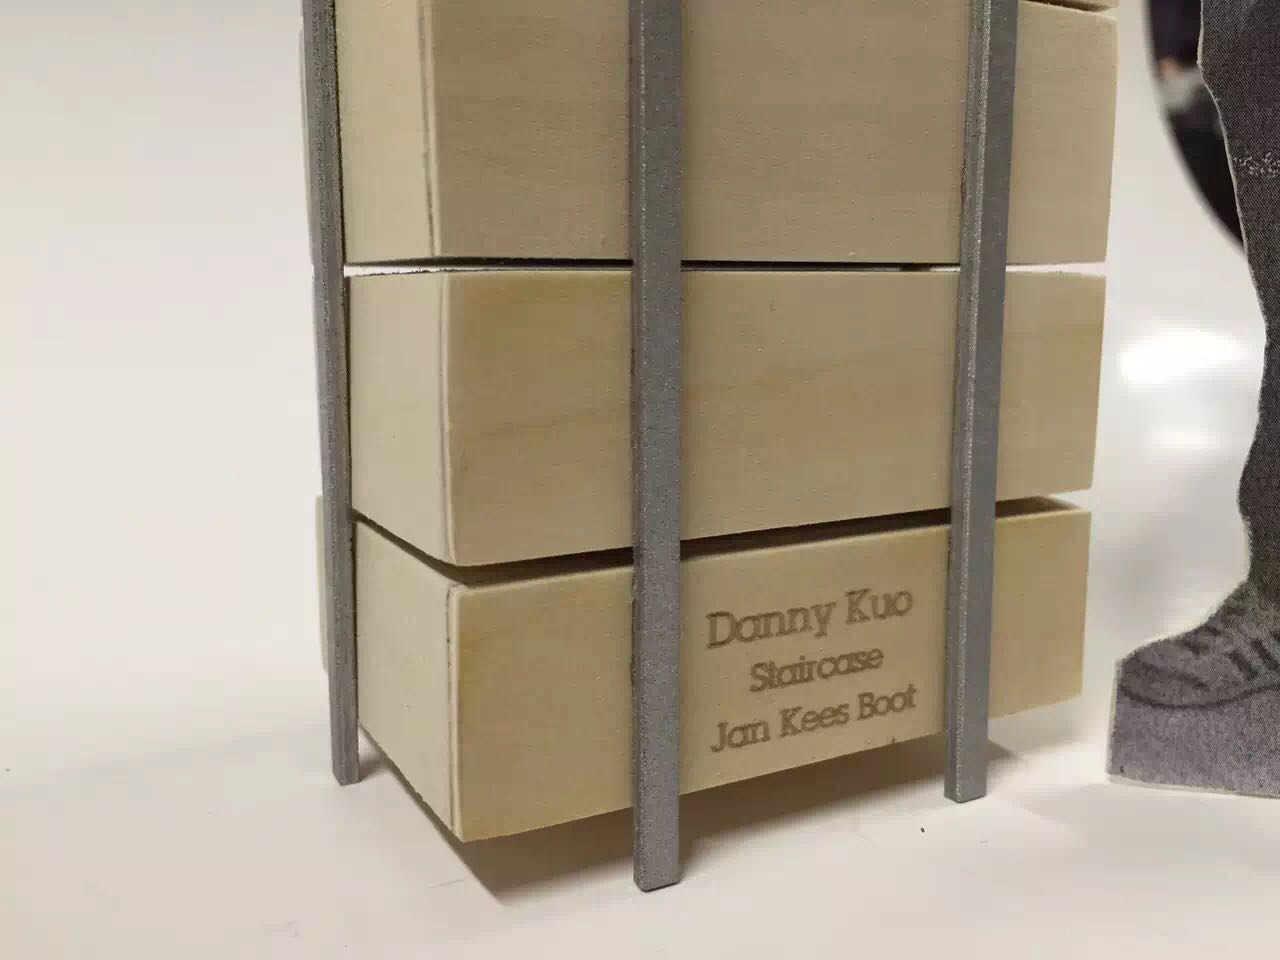 Danny Kuo
Staircase
Jan Kees Boot